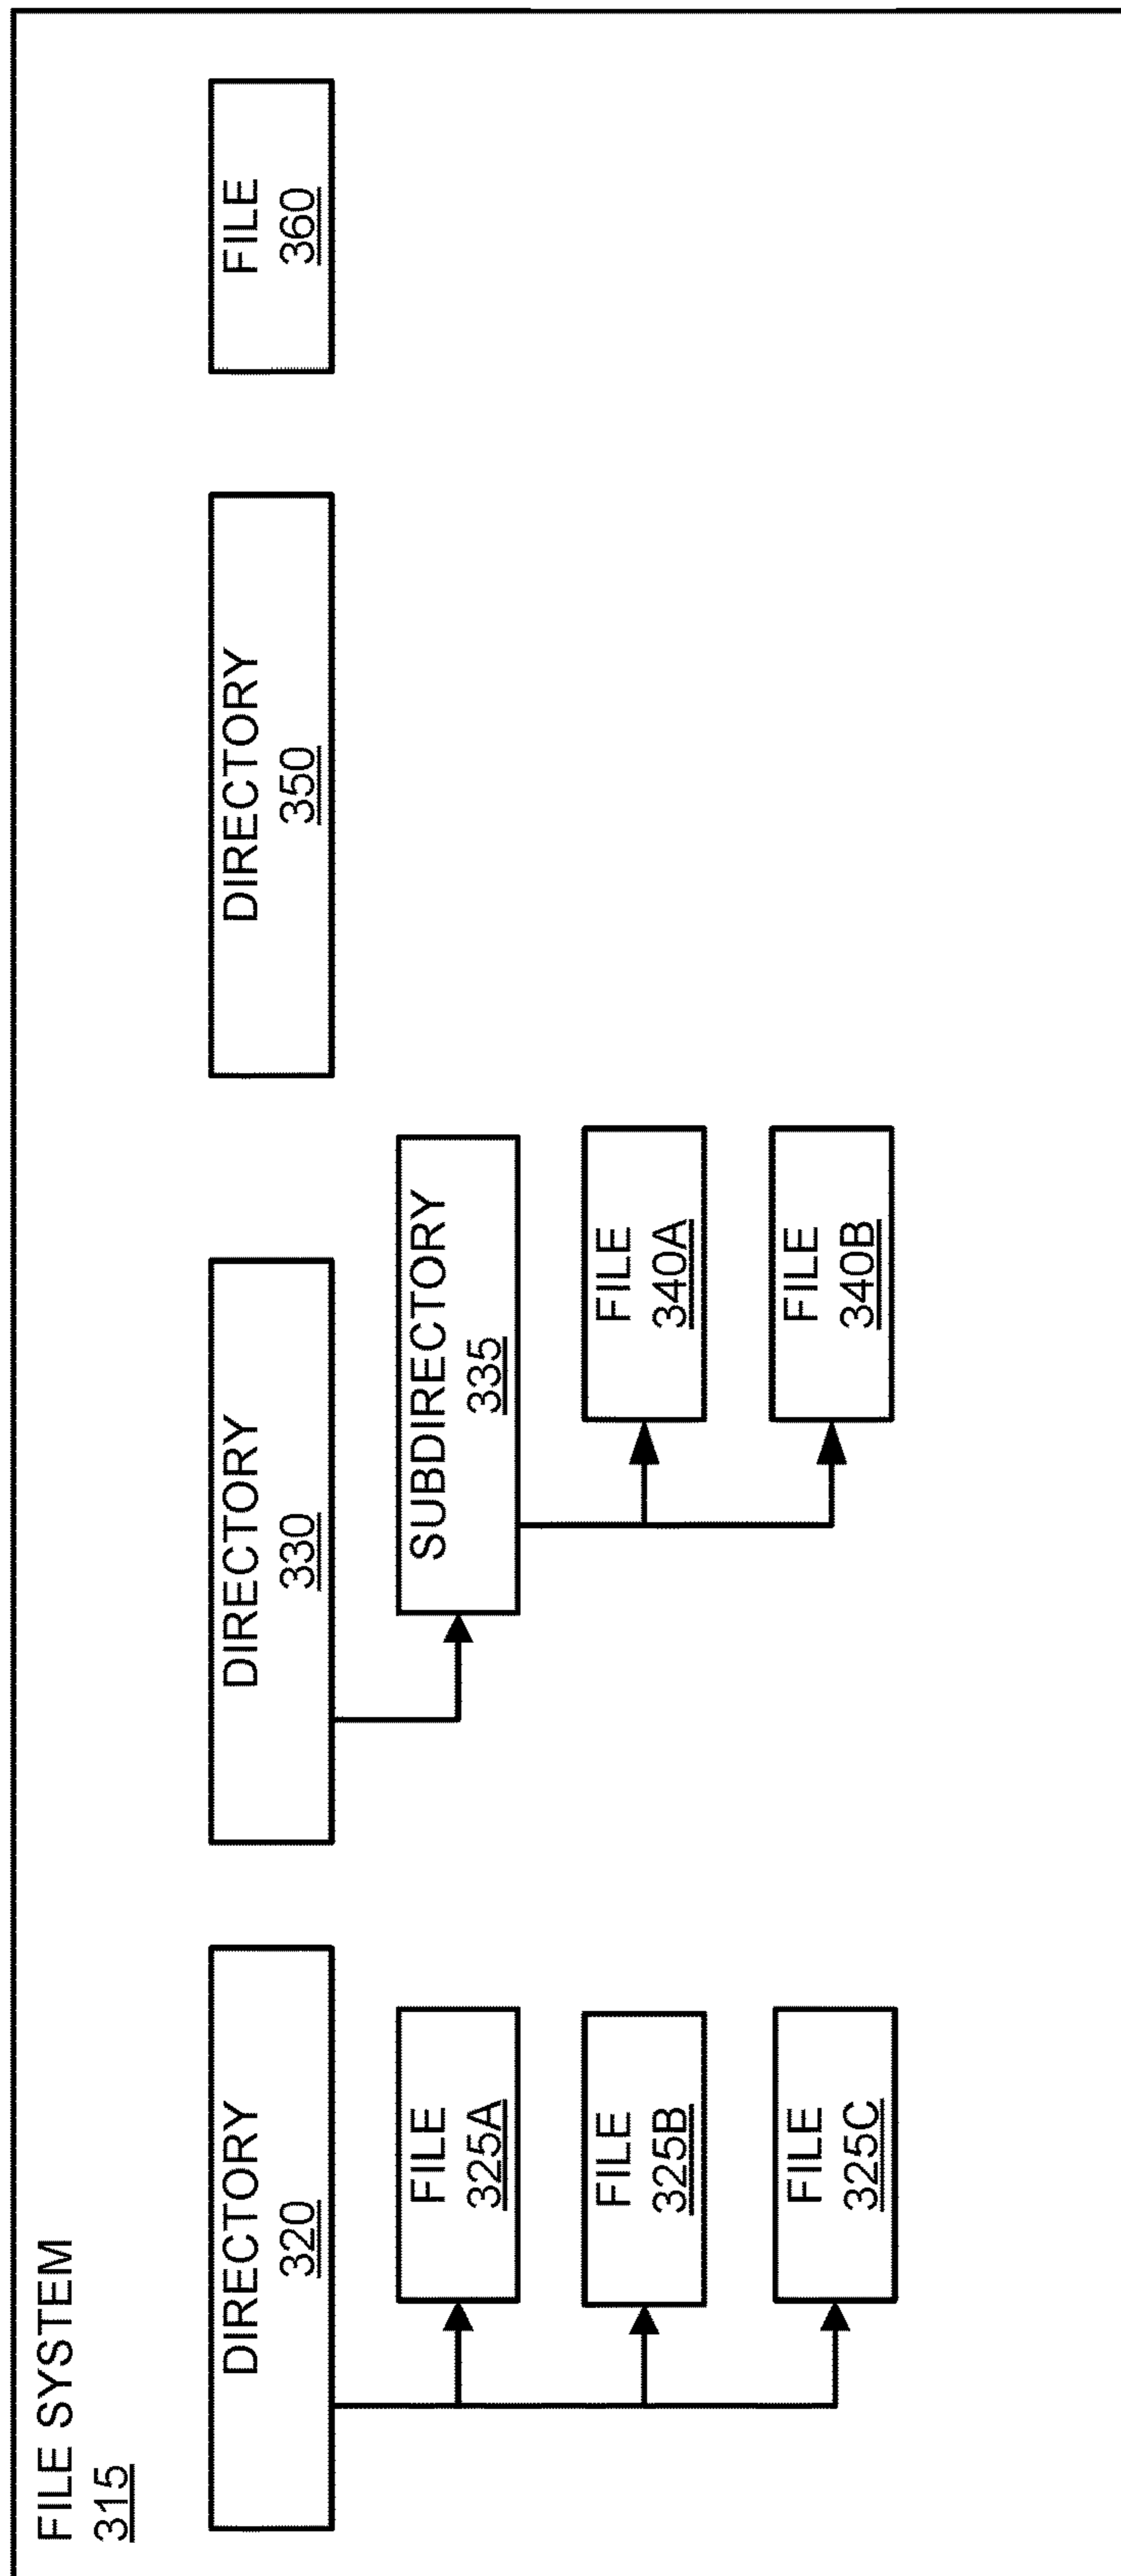 FILE SYSTEM
315
DIRECTORY
320
FILE
325A
FILE
325B
FILE
325C
DIRECTORY
330
SUBDIRECTORY
335
FILE
340A
FILE
340B
DIRECTORY
350
FILE
360